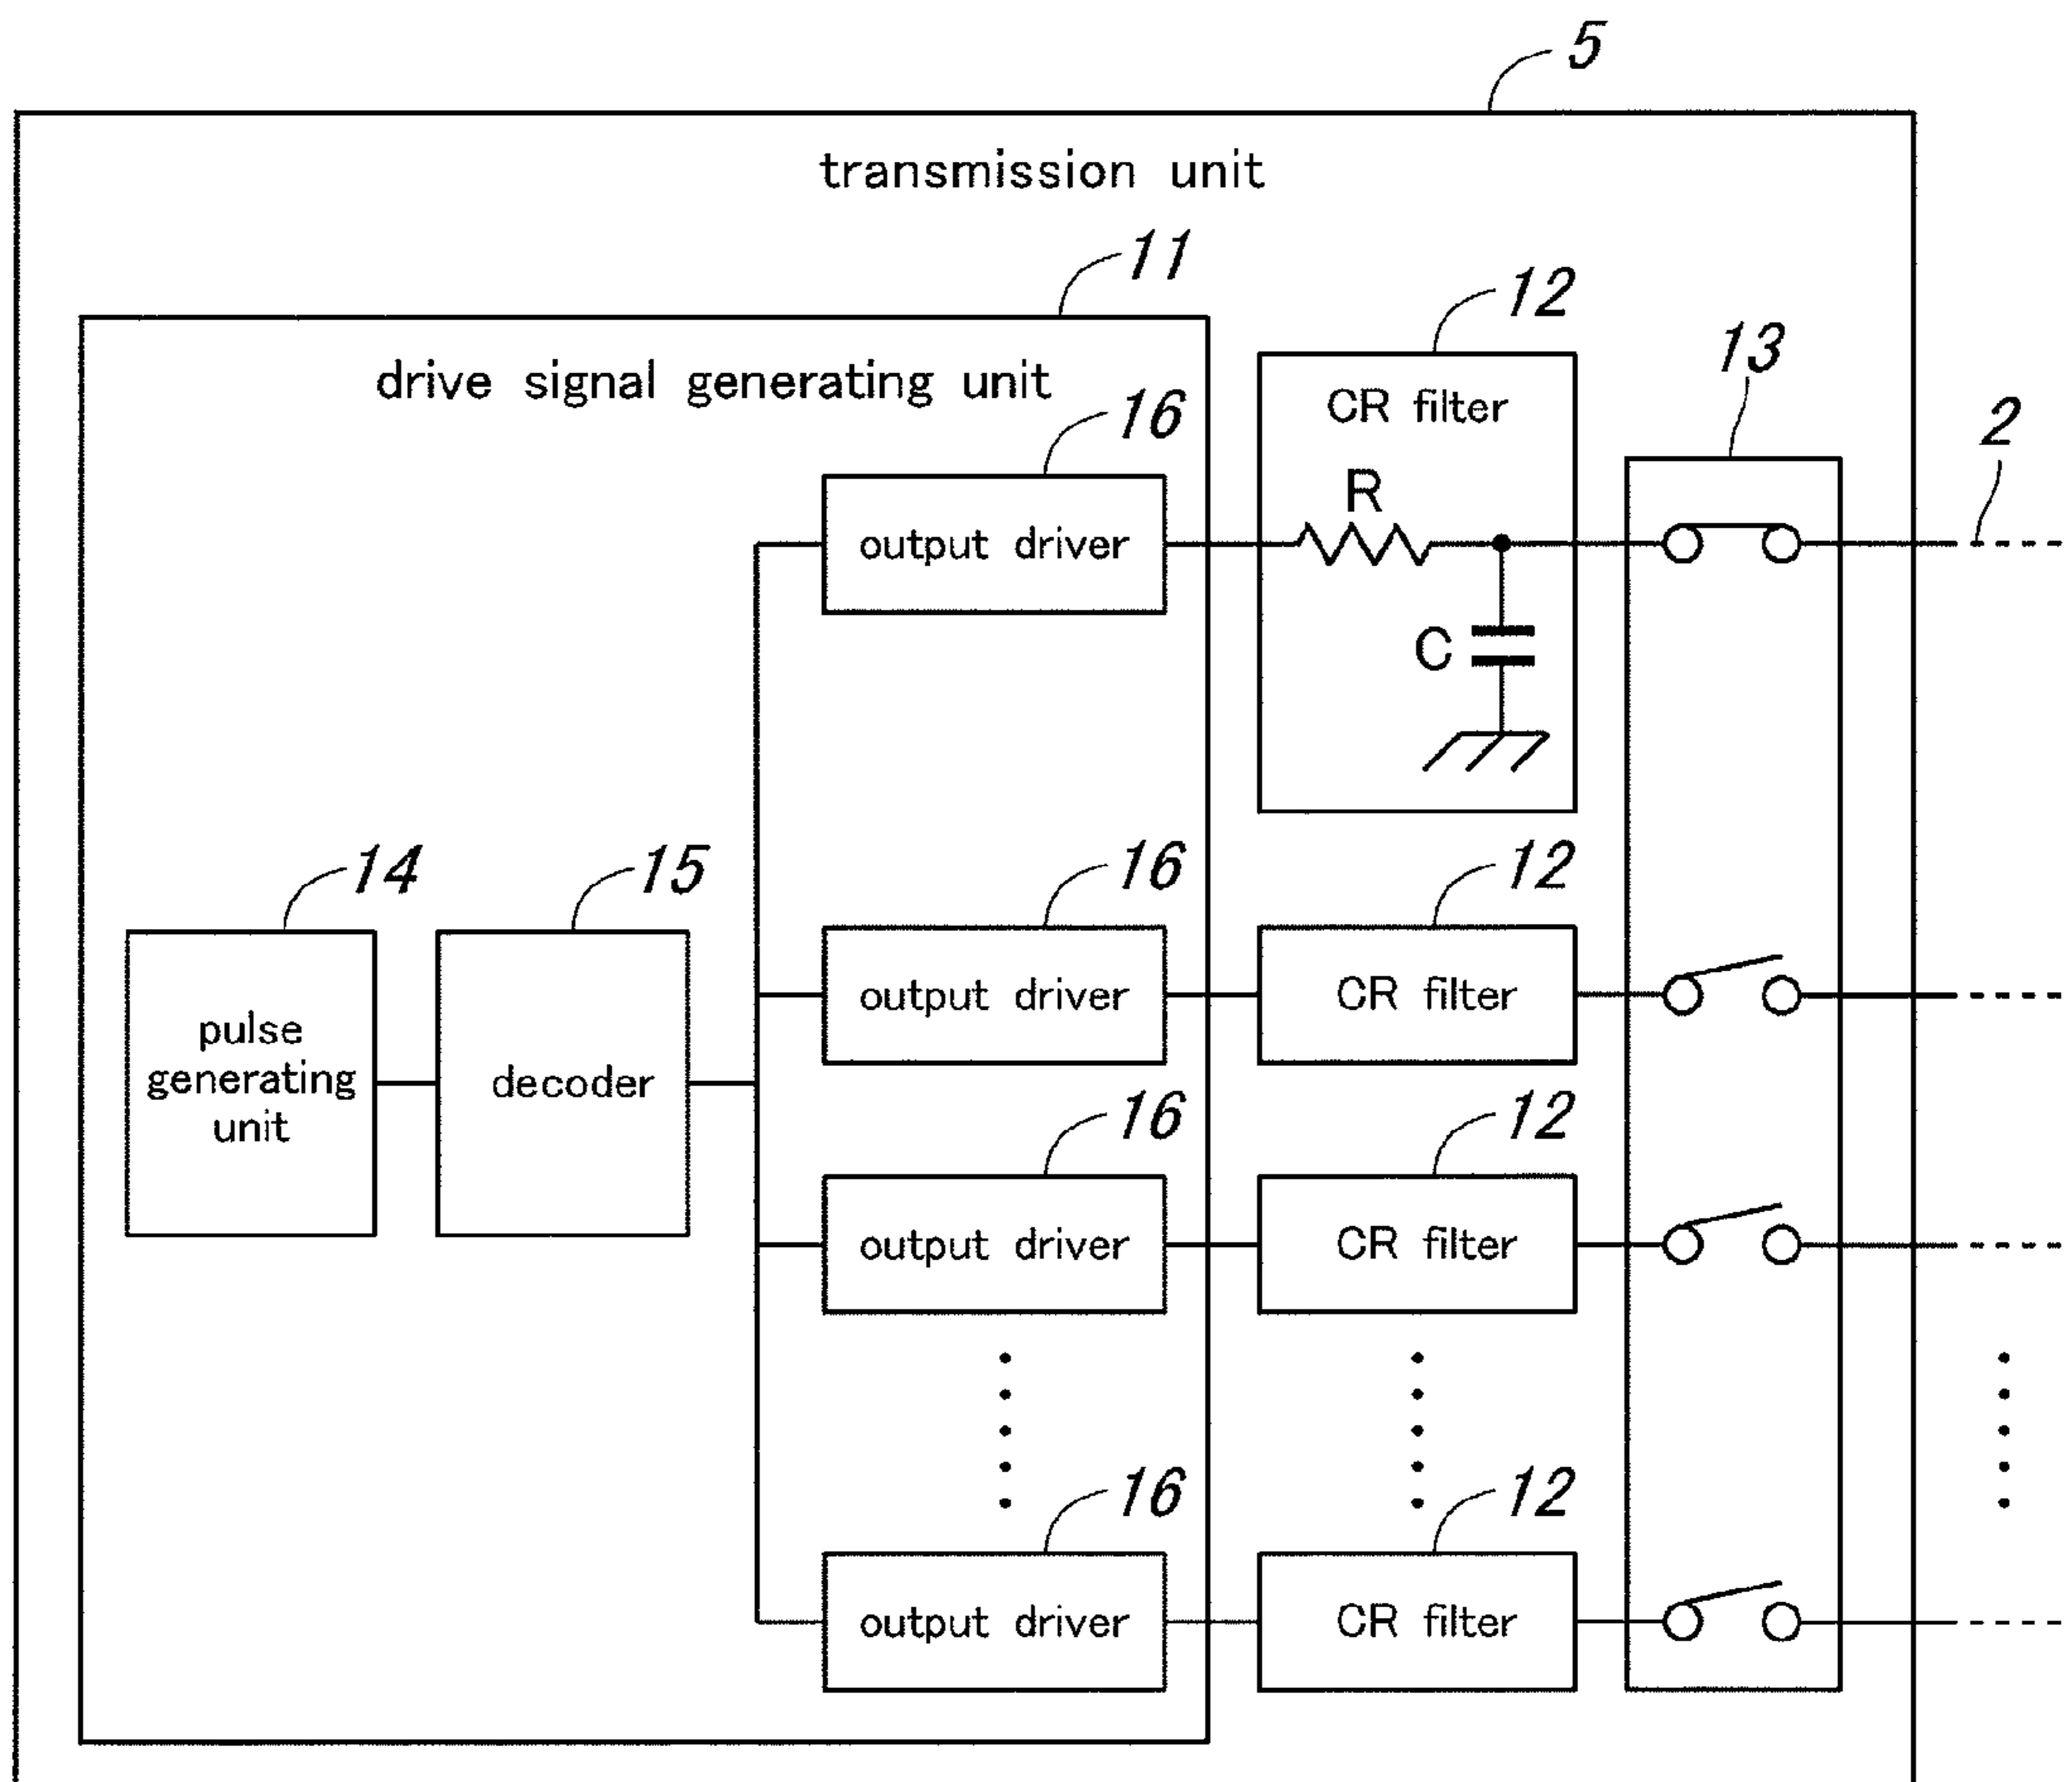 5
transmission unit
11
12
drive signal generating unit
CR filter
13
16
2
R
output driver
C
14
15
16
12
output driver
CR filter
pulse
generating
unit
decoder
16
12
output driver
CR filter
16
12
output driver
CR filter